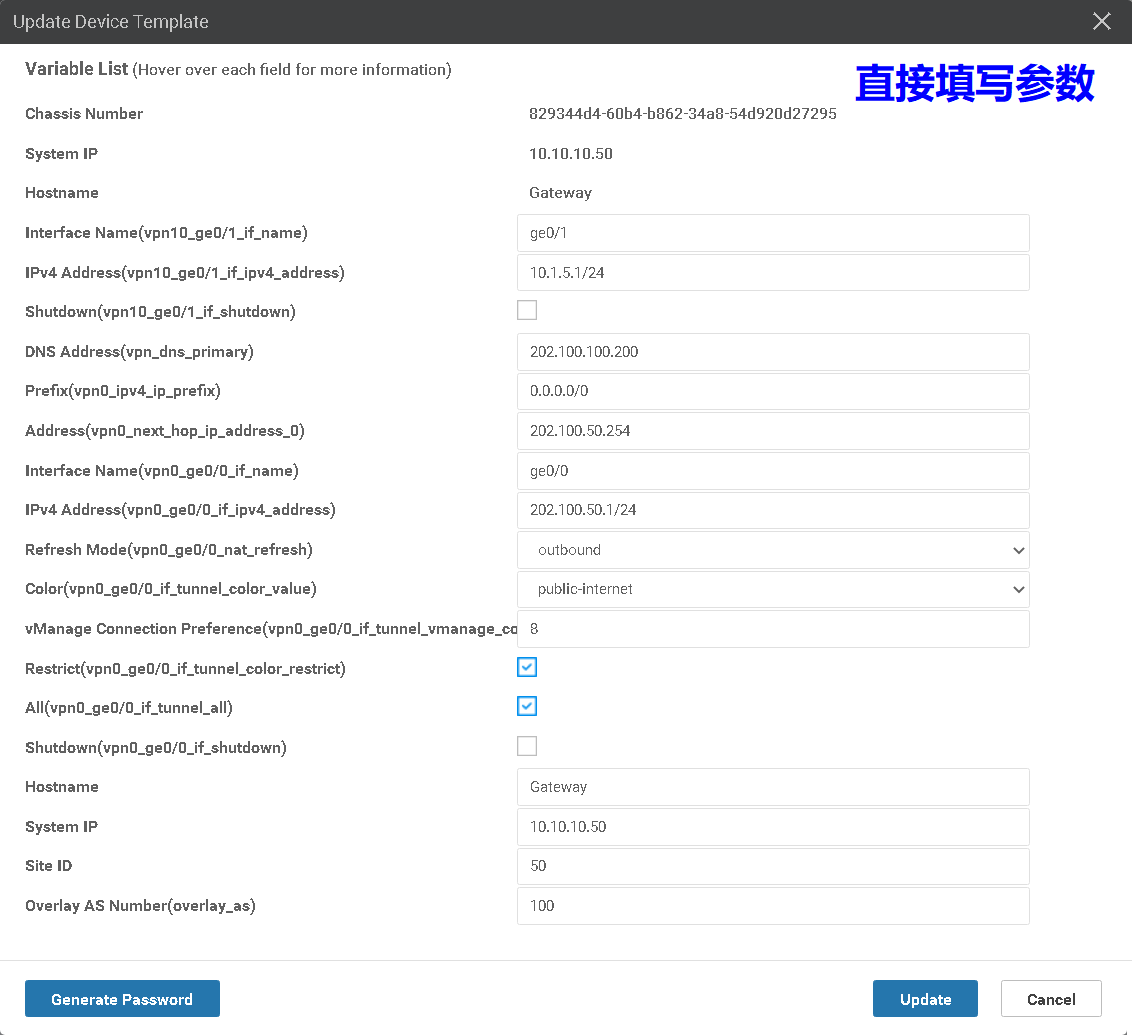 Update Device Template
Variable List (Hover over each field for more information)
直接填写参数
Chassis Number 829344d4-60b4-b862-34a8-54d920d27295
System IP 10.10.10.50
Hostname Gateway
Interface Name(vpn10_ge0/1_if_name) ge0/1
IPv4 Address(vpn10_ge0/1_if_ipv4_address) 10.1.5.1/24
Shutdown(vpn10_ge0/1_if_shutdown)
DNS Address(vpn_dns_primary) 202.100.100.200
Prefix(vpn0_ipv4_ip_prefix) 0.0.0.0/0
Address(vpn0_next_hop_ip_address_0) 202.100.50.254
Interface Name(vpn0_ge0/0_if_name) ge0/0
IPv4 Address(vpn0_ge0/0_if_ipv4_address) 202.100.50.1/24
Refresh Mode(vpn0_ge0/0_nat_refresh) outbound
Color(vpn0_ge0/0_if_tunnel_color_value) public-internet
vManage Connection Preference(vpn0_ge0/0_if_tunnel_vmanage_co 8
Restrict(vpn0_ge0/0_if_tunnel_color_restrict)
All(vpn0_ge0/0_if_tunnel_all)
Shutdown(vpn0_ge0/0_if_shutdown)
Hostname Gateway
System IP 10.10.10.50
Site ID 50
Overlay AS Number(overlay_as) 100
Generate Password Update Cancel